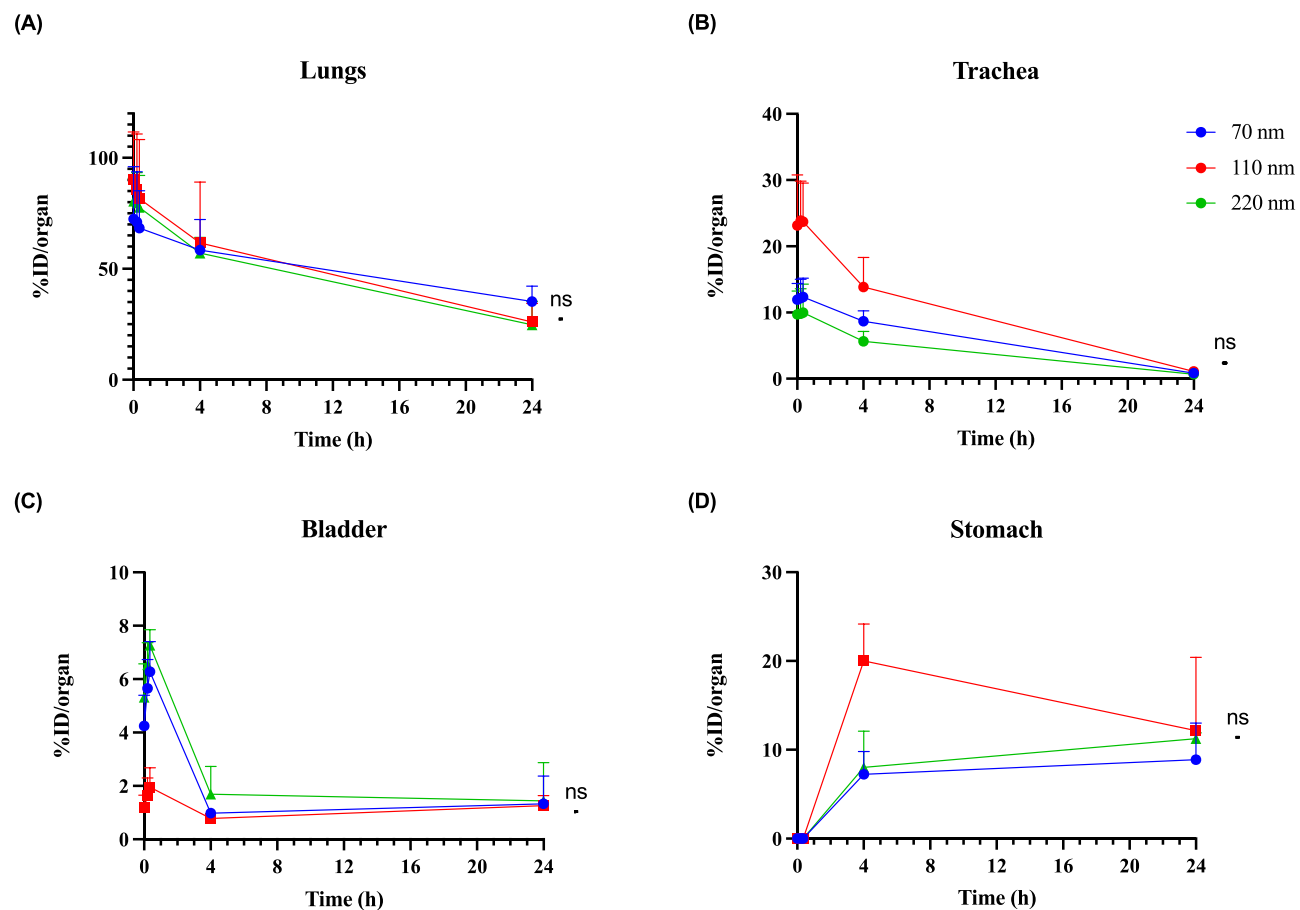 (A)
Lungs
%ID/organ
100
50
0
0 4 8 12 16 20 24
Time (h)
ns
(B)
Trachea
%ID/organ
40
30
20
10
0
0 4 8 12 16 20 24
Time (h)
ns
70 nm
110 nm
220 nm
(C)
Bladder
%ID/organ
10
8
6
4
2
0
0 4 8 12 16 20 24
Time (h)
ns
(D)
Stomach
%ID/organ
30
20
10
0
0 4 8 12 16 20 24
Time (h)
ns